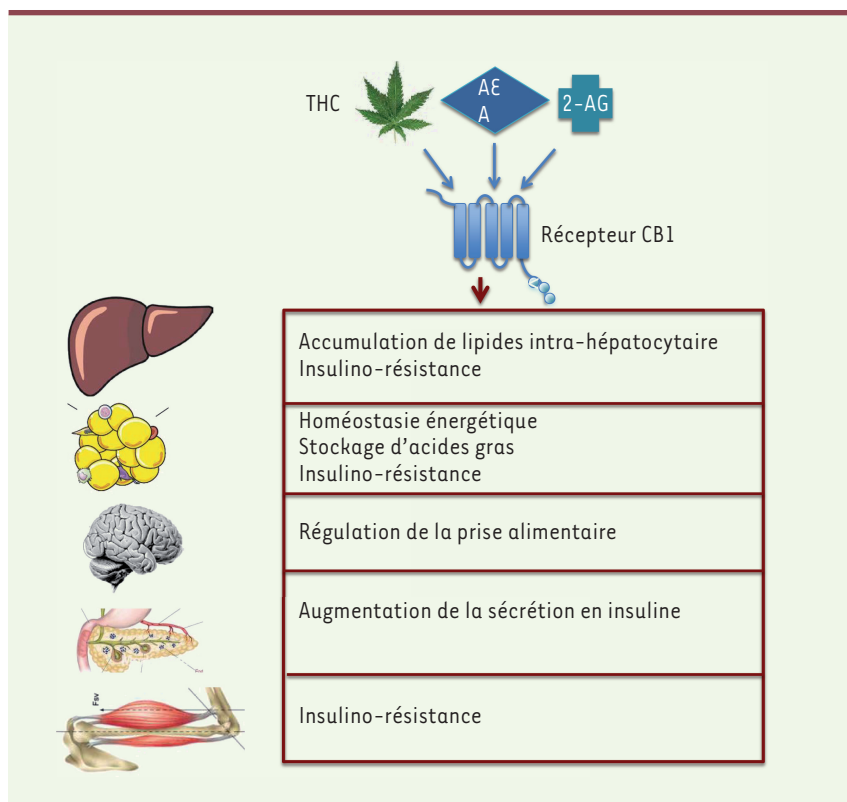 THC
AE
A
2-AG
Récepteur CB1
Accumulation de lipides intra-hépatocytaire
Insulino-résistance
Homéostasie énergétique
Stockage d'acides gras
Insulino-résistance
Régulation de la prise alimentaire
Augmentation de la sécrétion en insuline
Insulino-résistance